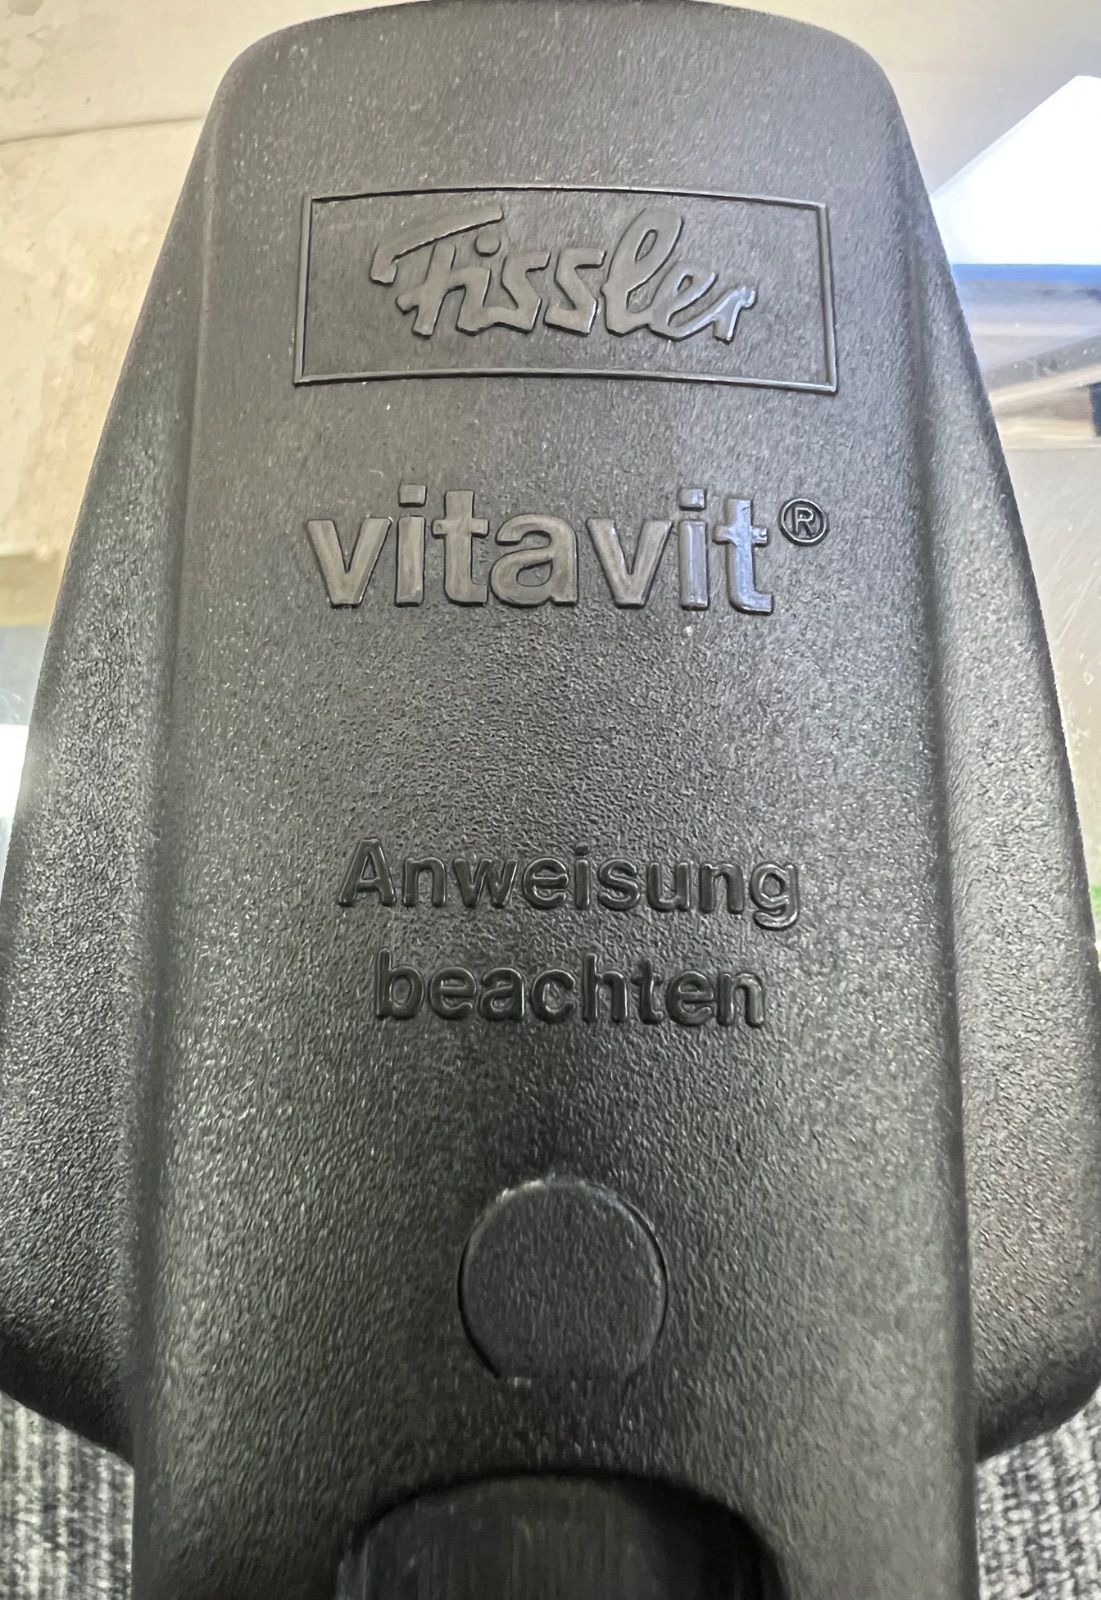 Fissler
vitavit®
Anweisung
beachten